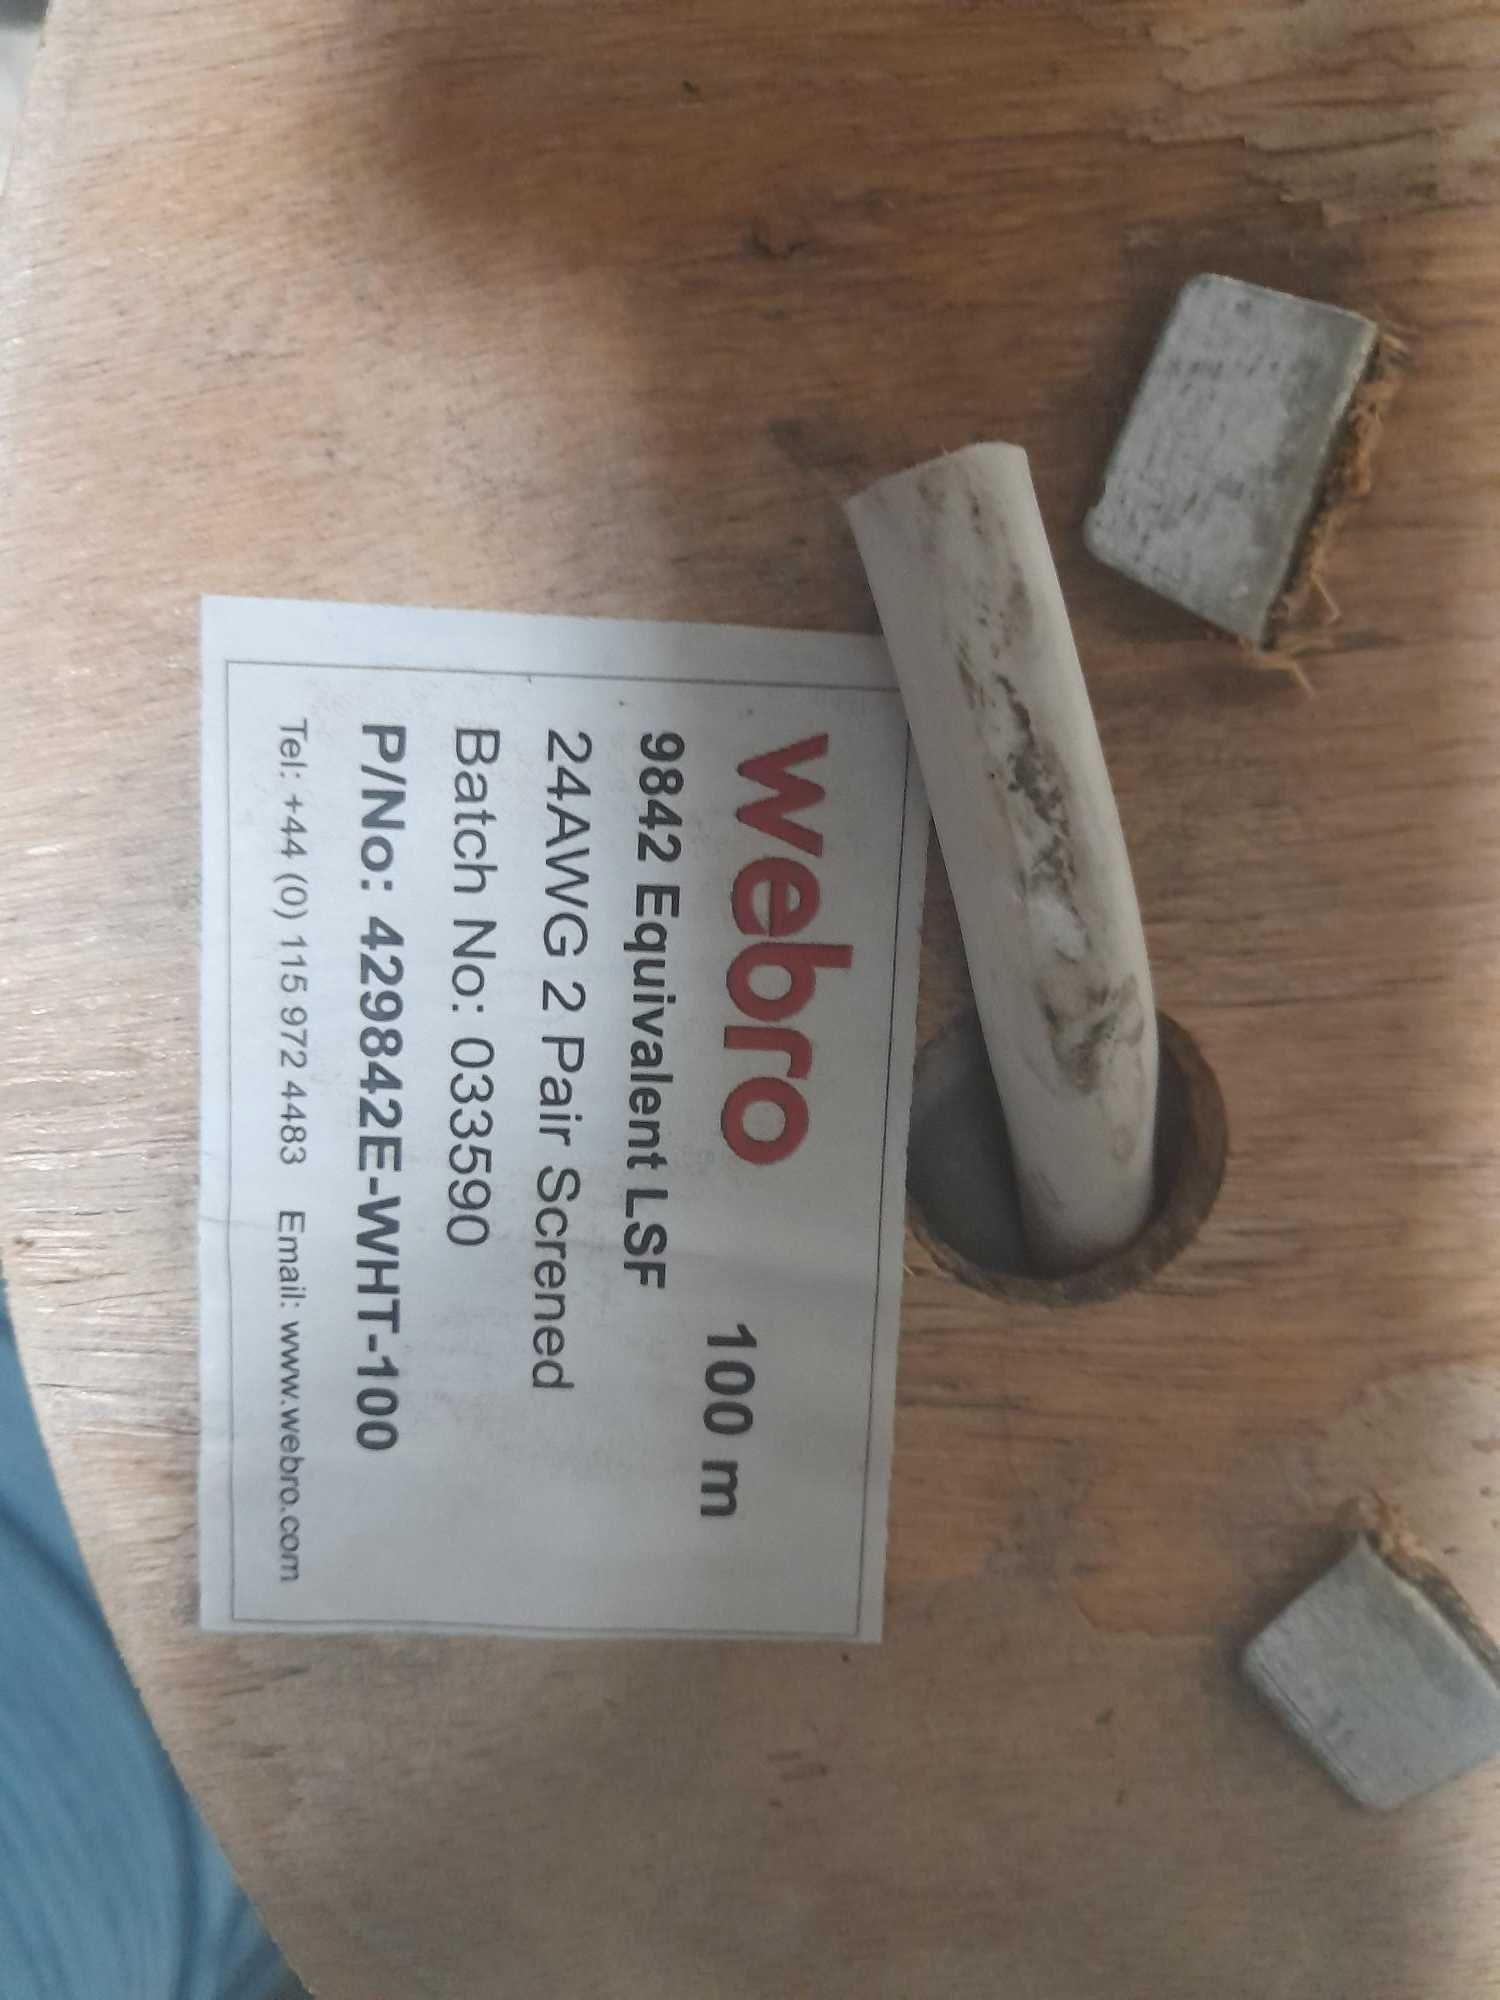 webro 100 m
9842 Equivalent LSF
24AWG 2 Pair Screned
Batch No: 033590
P/No: 429842E-WHT-100
Tel: +44 (0) 115 972 4483 Email: www.webro.com